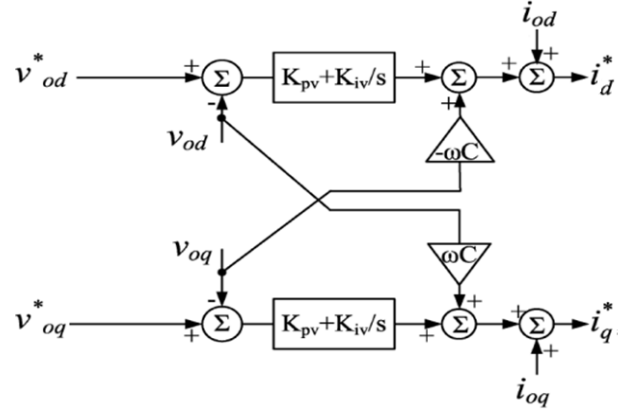 i_od
v*_od + Σ K_pv+K_iv/s + Σ + + Σ i*_d
- +
v_od -ωC
v_oq ωC
- +
v*_oq + Σ K_pv+K_iv/s + Σ + Σ + i*_q
i_oq